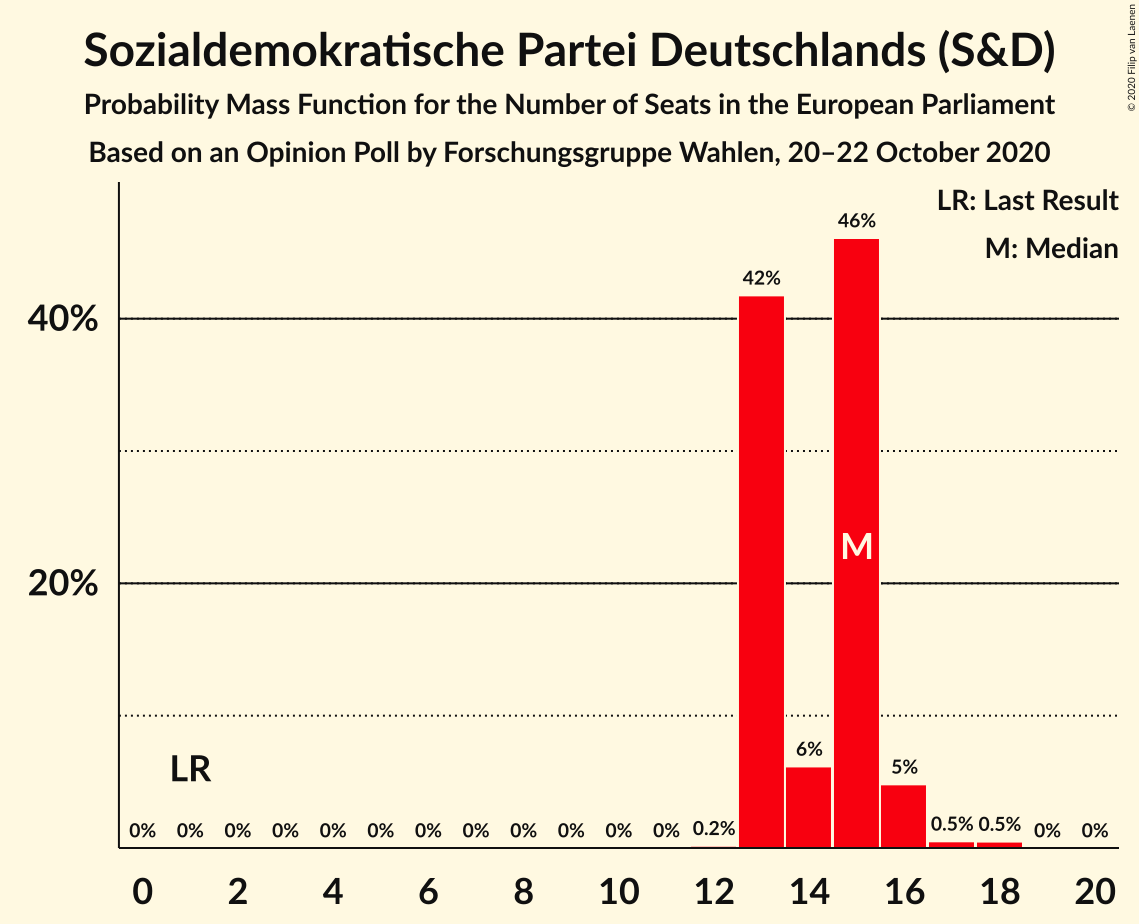 Sozialdemokratische Partei Deutschlands (S&D)
Probability Mass Function for the Number of Seats in the European Parliament
Based on an Opinion Poll by Forschungsgruppe Wahlen, 20–22 October 2020
© 2020 Filip van Laenen
LR: Last Result
M: Median
46%
42%
40%
M
20%
6%
LR
5%
0% 0% 0% 0% 0% 0% 0% 0% 0% 0% 0% 0% 0.2% 0.5% 0.5% 0% 0%
0 2 4 6 8 10 12 14 16 18 20